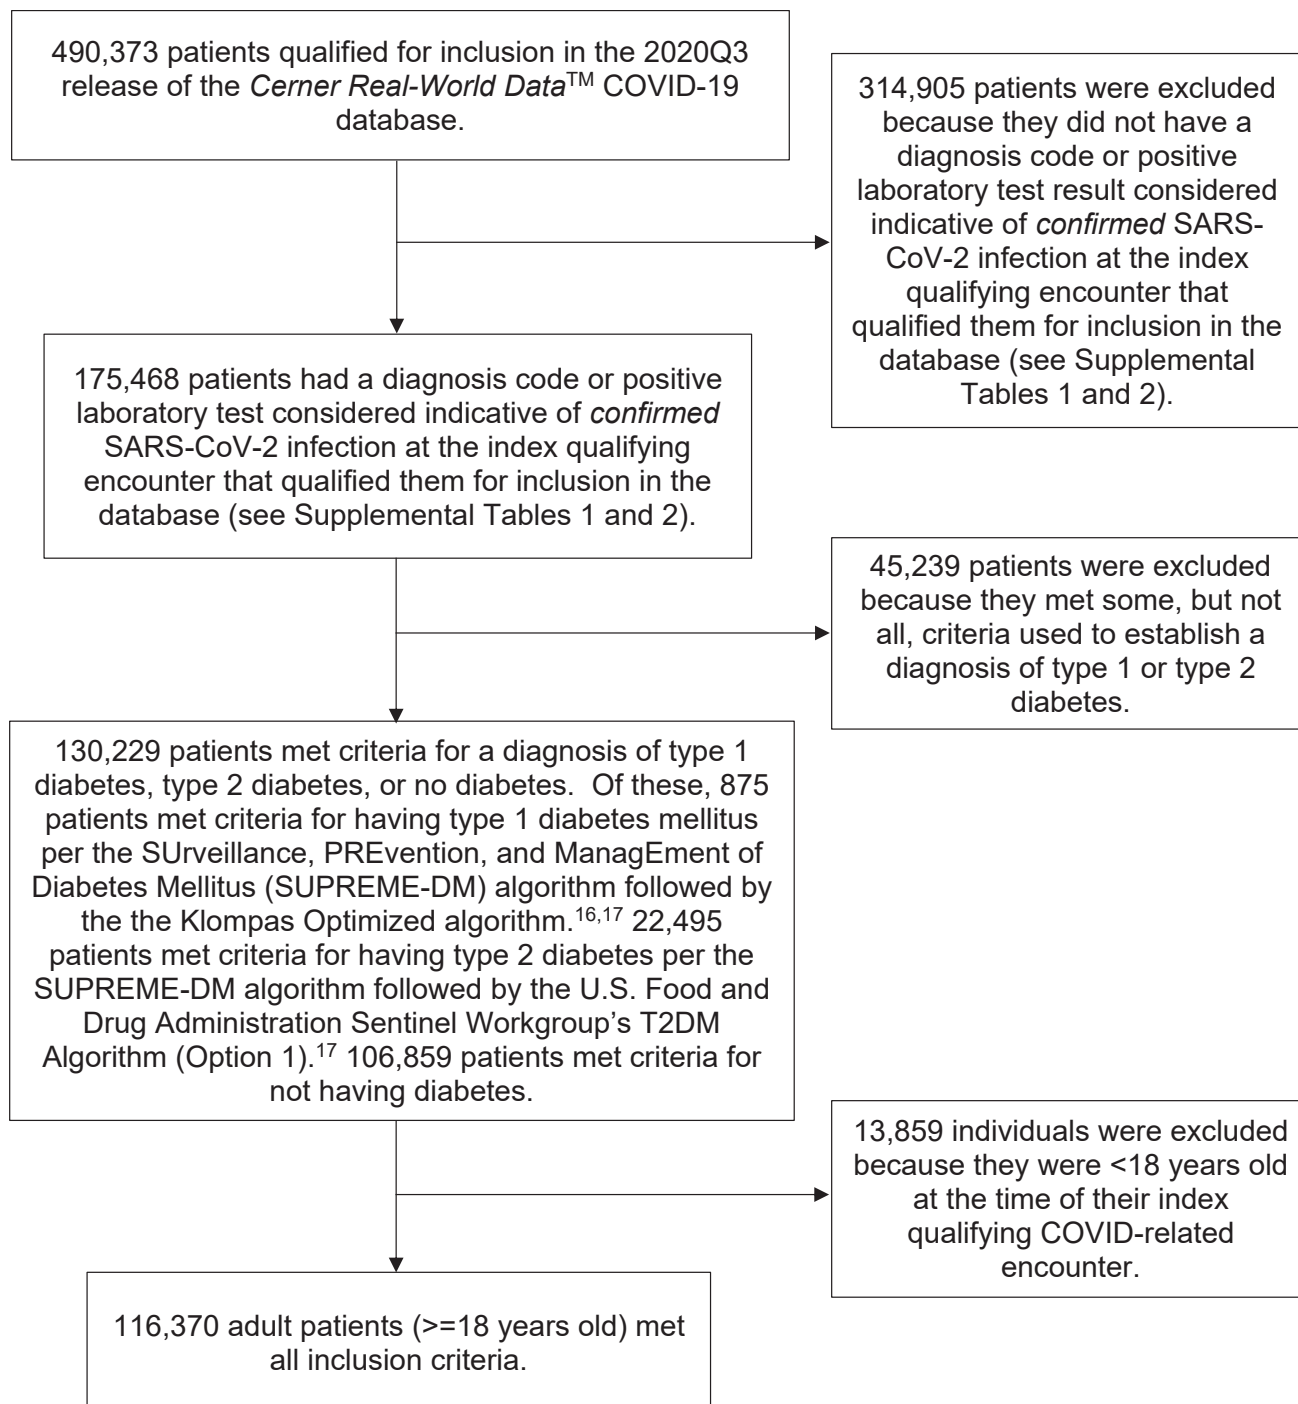 490,373 patients qualified for inclusion in the 2020Q3
release of the Cerner Real-World Data™ COVID-19
database.
314,905 patients were excluded
because they did not have a
diagnosis code or positive
laboratory test result considered
indicative of confirmed SARS-
CoV-2 infection at the index
qualifying encounter that
qualified them for inclusion in the
database (see Supplemental
Tables 1 and 2).
175,468 patients had a diagnosis code or positive
laboratory test considered indicative of confirmed
SARS-CoV-2 infection at the index qualifying
encounter that qualified them for inclusion in the
database (see Supplemental Tables 1 and 2).
45,239 patients were excluded
because they met some, but not
all, criteria used to establish a
diagnosis of type 1 or type 2
diabetes.
130,229 patients met criteria for a diagnosis of type 1
diabetes, type 2 diabetes, or no diabetes.  Of these, 875
patients met criteria for having type 1 diabetes mellitus
per the SUrveillance, PREvention, and ManagEment of
Diabetes Mellitus (SUPREME-DM) algorithm followed by
the the Klompas Optimized algorithm.16,17 22,495
patients met criteria for having type 2 diabetes per the
SUPREME-DM algorithm followed by the U.S. Food and
Drug Administration Sentinel Workgroup's T2DM
Algorithm (Option 1).17 106,859 patients met criteria for
not having diabetes.
13,859 individuals were excluded
because they were <18 years old
at the time of their index
qualifying COVID-related
encounter.
116,370 adult patients (>=18 years old) met
all inclusion criteria.